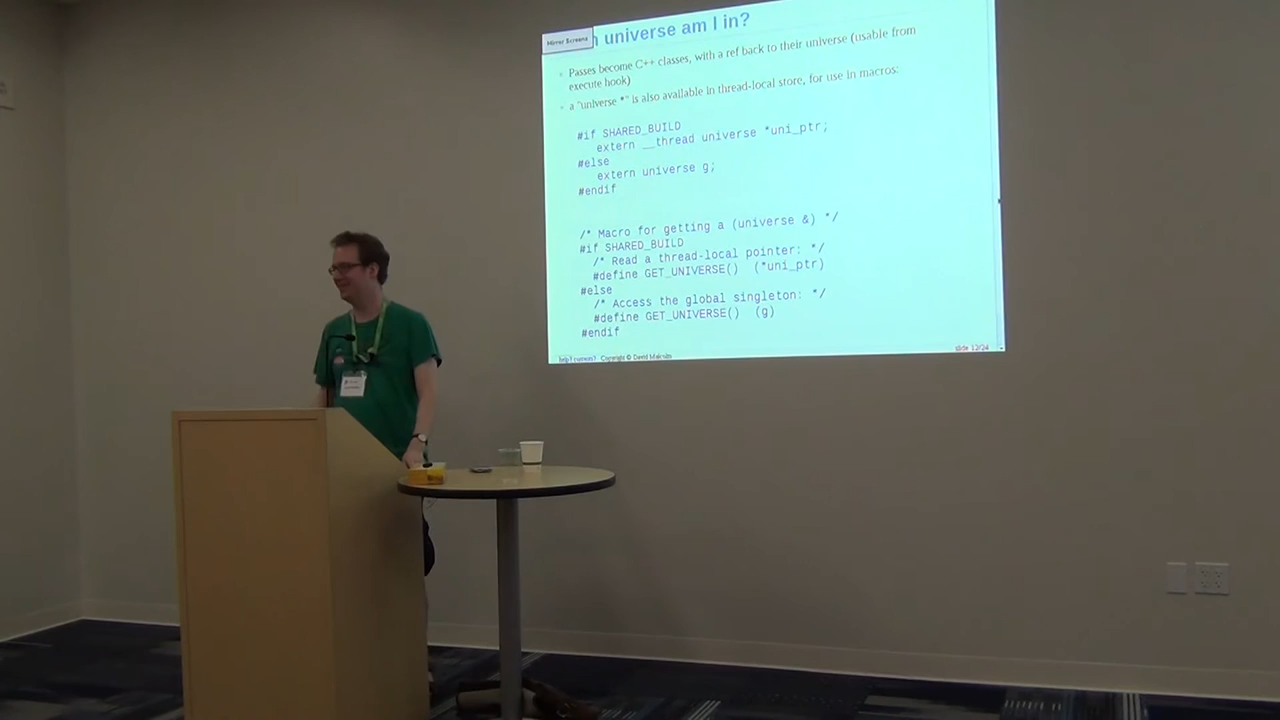 Mirror Screens
universe am I in?
Passes become C++ classes, with a ref back to their universe (usable from
execute hook)
a "universe *" is also available in thread-local store, for use in macros:
#if SHARED_BUILD
extern __thread universe *uni_ptr;
#else
extern universe g;
#endif
/* Macro for getting a (universe &) */
#if SHARED_BUILD
/* Read a thread-local pointer: */
#define GET_UNIVERSE() (*uni_ptr)
#else
/* Access the global singleton: */
#define GET_UNIVERSE() (g)
#endif
Copyright © David Malcolm
slide 12/24